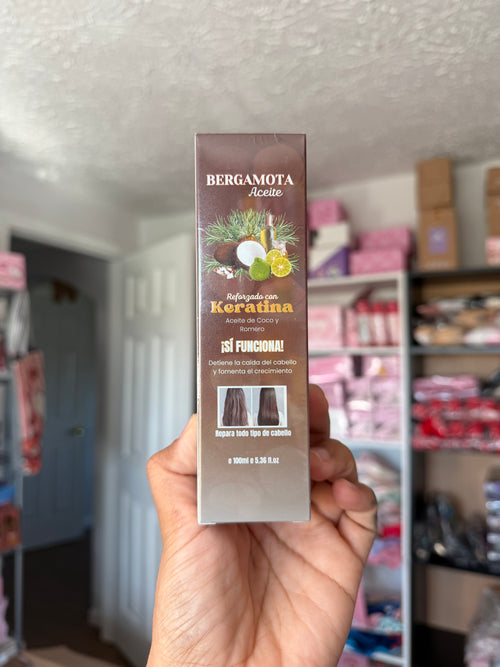 BERGAMOTA
Aceite
Reforzado con
Keratina
Aceite de Coco y
Romero
¡SÍ FUNCIONA!
Detiene la caída del cabello
y fomenta el crecimiento
Repara todo tipo de cabello
e 100ml e 5.36 fl.oz